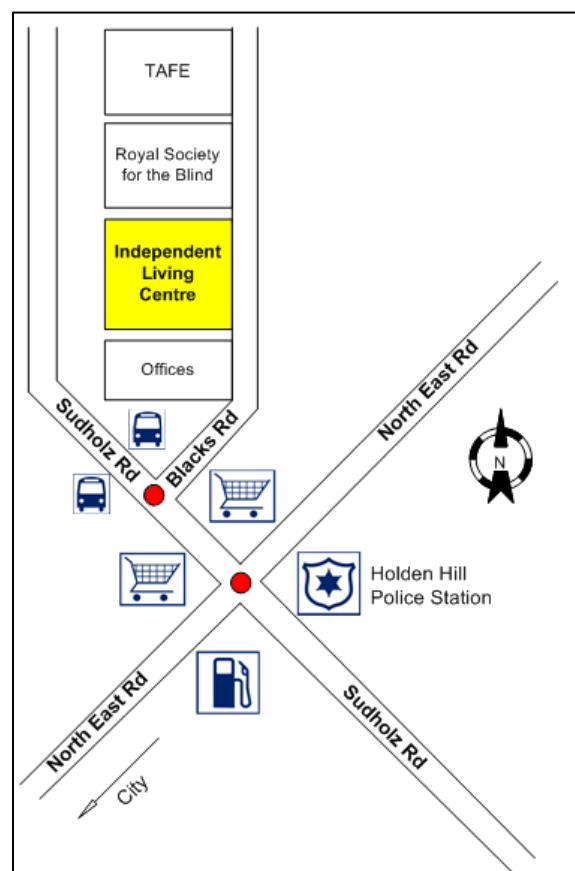 TAFE
Royal Society
for the Blind
Independent
Living
Centre
Offices
Sudholz Rd
Blacks Rd
North East Rd
N
Holden Hill
Police Station
North East Rd
Sudholz Rd
City